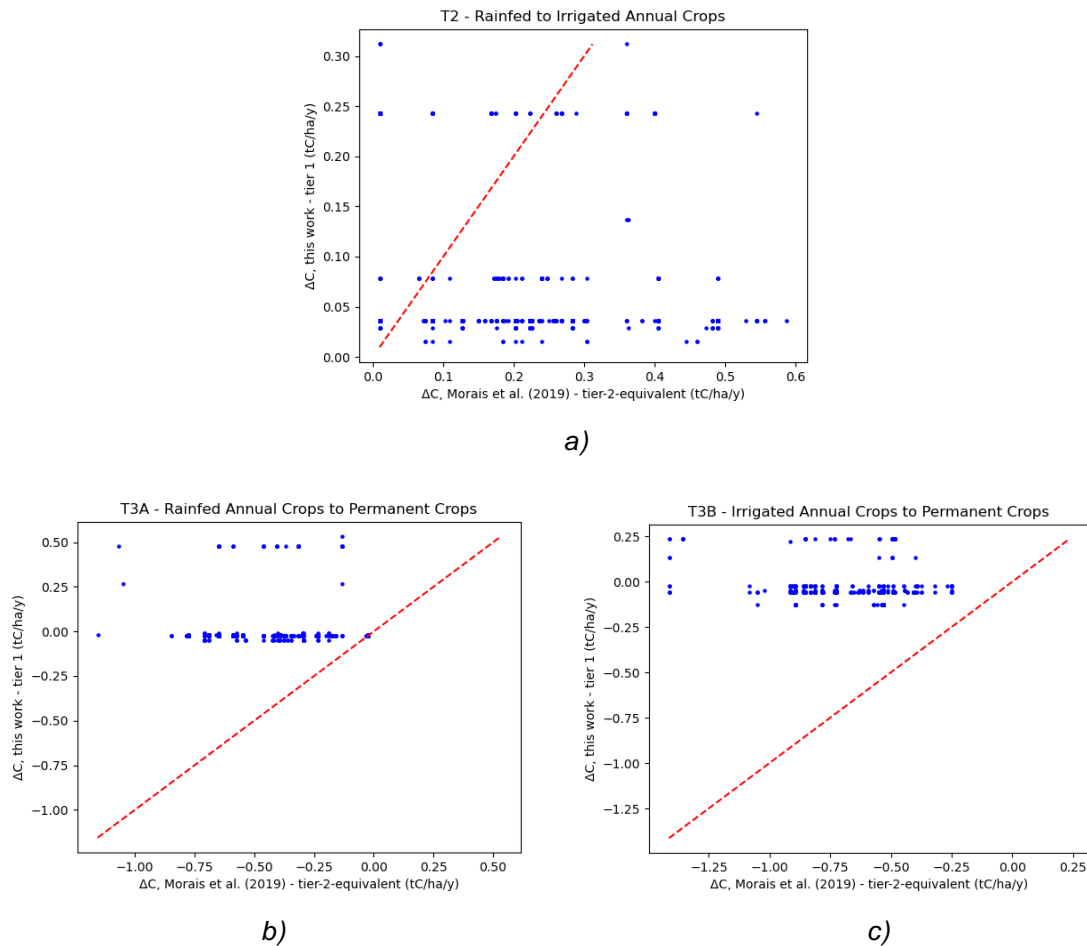 T2 - Rainfed to Irrigated Annual Crops
ΔC, this work - tier 1 (tC/ha/y)
0.30
0.25
0.20
0.15
0.10
0.05
0.00
0.0 0.1 0.2 0.3 0.4 0.5 0.6
ΔC, Morais et al. (2019) - tier-2-equivalent (tC/ha/y)
a)
T3A - Rainfed Annual Crops to Permanent Crops
ΔC, this work - tier 1 (tC/ha/y)
0.50
0.25
0.00
−0.25
−0.50
−0.75
−1.00
−1.00 −0.75 −0.50 −0.25 0.00 0.25 0.50
ΔC, Morais et al. (2019) - tier-2-equivalent (tC/ha/y)
b)
T3B - Irrigated Annual Crops to Permanent Crops
ΔC, this work - tier 1 (tC/ha/y)
0.25
0.00
−0.25
−0.50
−0.75
−1.00
−1.25
−1.25 −1.00 −0.75 −0.50 −0.25 0.00 0.25
ΔC, Morais et al. (2019) - tier-2-equivalent (tC/ha/y)
c)